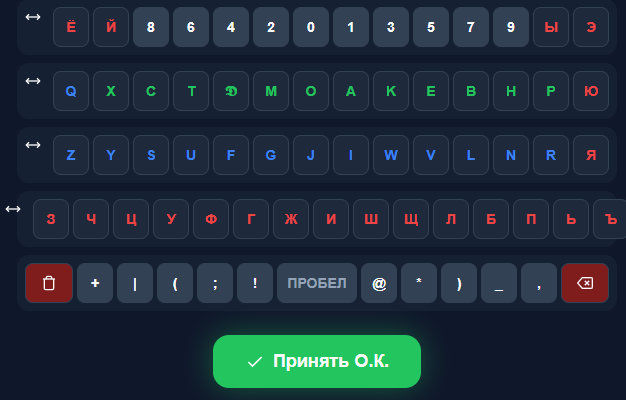 Ё Й 8 6 4 2 0 1 3 5 7 9 Ы Э
Q X C T 𝕯 M O A K E B H P Ю
Z Y S U F G J I W V L N R Я
З Ч Ц У Ф Г Ж И Ш Щ Л Б П Ь Ъ
+ | ( ; ! ПРОБЕЛ @ * ) _ ,
Принять О.К.